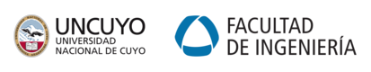 UNCUYO
UNIVERSIDAD
NACIONAL DE CUYO
FACULTAD
DE INGENIERÍA